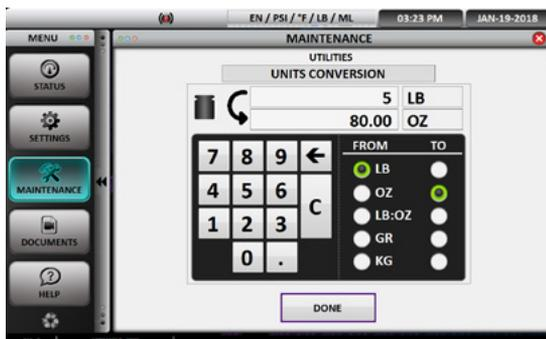 EN / PSI / °F / LB / ML 03:23 PM JAN-19-2018
MENU MAINTENANCE
UTILITIES
UNITS CONVERSION
5 LB
80.00 OZ
STATUS
SETTINGS
MAINTENANCE
DOCUMENTS
HELP
7 8 9
4 5 6 C
1 2 3
0 .
FROM TO
LB
OZ
LB:OZ
GR
KG
DONE